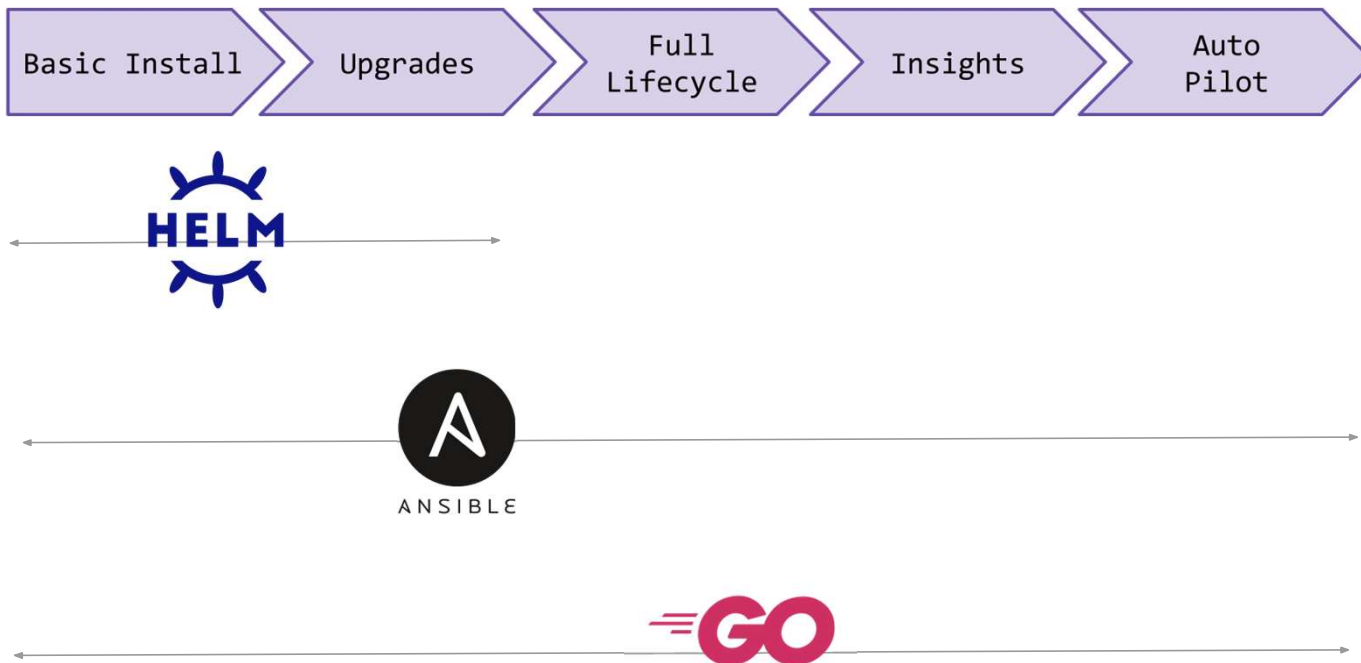 Basic Install
Upgrades
Full
Lifecycle
Insights
Auto
Pilot
HELM
ANSIBLE
GO